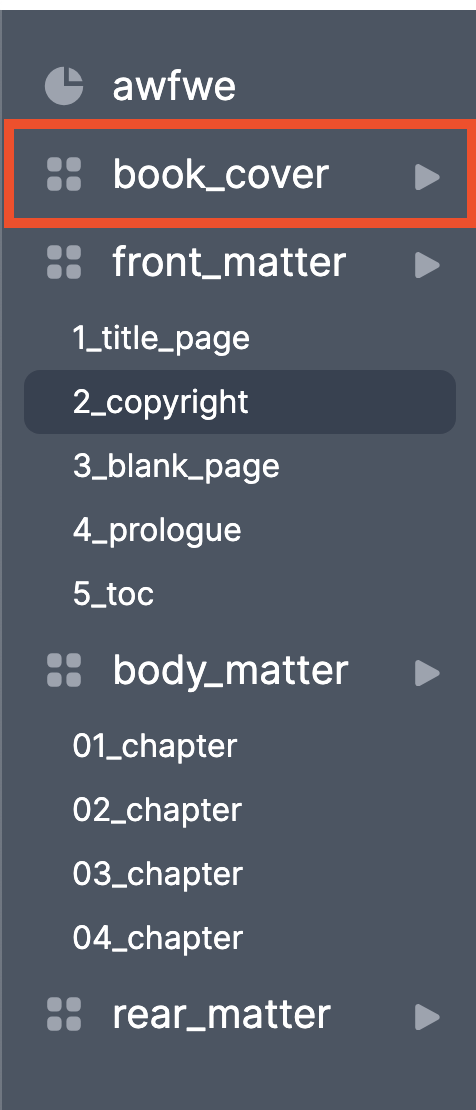 awfwe
book_cover
front_matter
1_title_page
2_copyright
3_blank_page
4_prologue
5_toc
body_matter
01_chapter
02_chapter
03_chapter
04_chapter
rear_matter